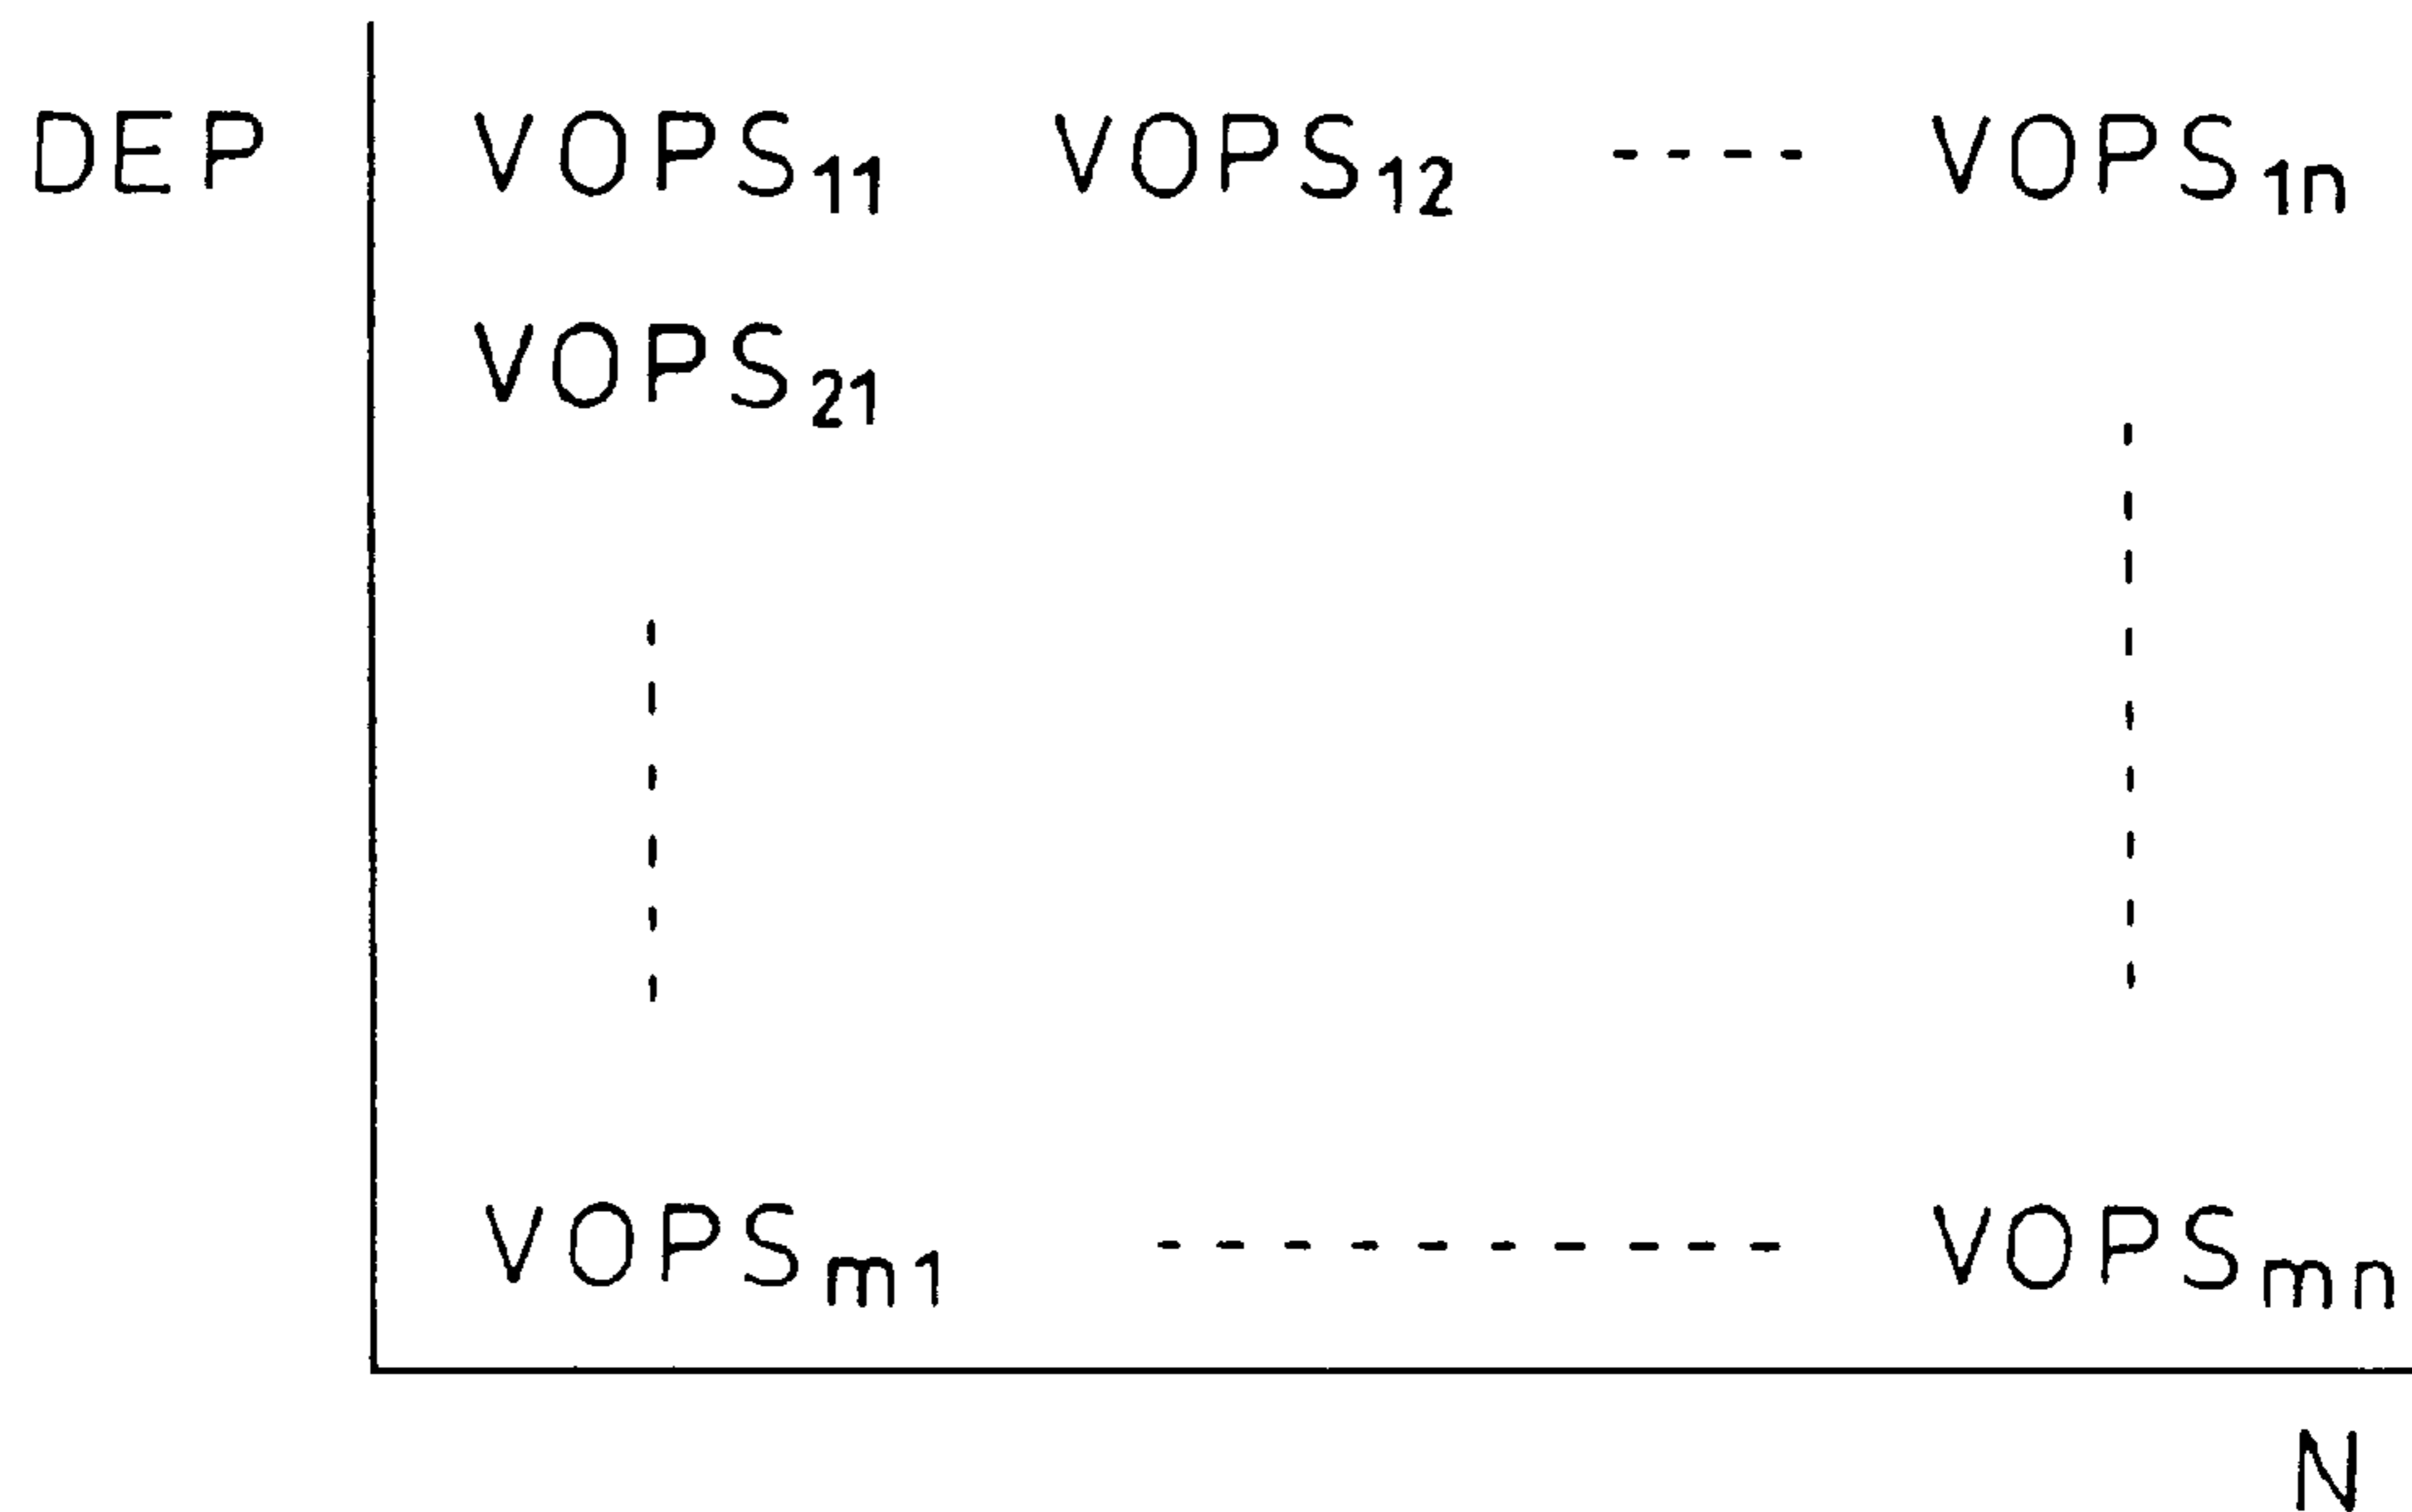 DEP VOPS₁₁ VOPS₁₂ ---- VOPS₁ₙ
VOPS₂₁
VOPSₘ₁ ---------- VOPSₘₙ
N